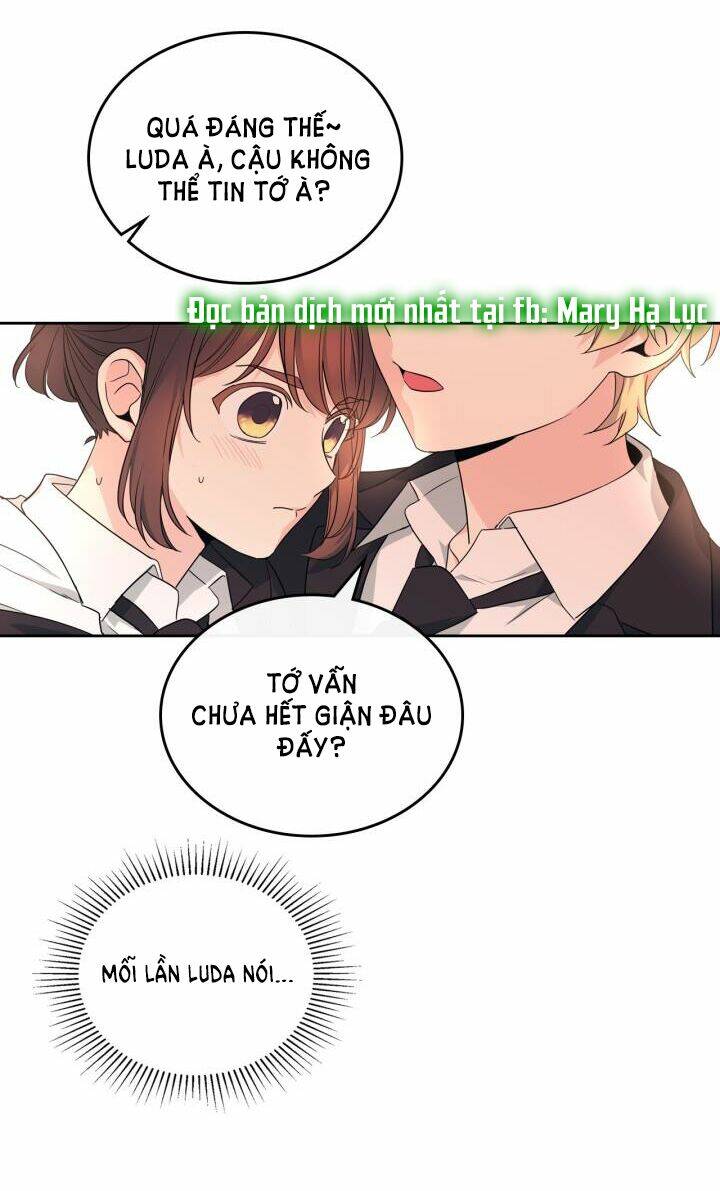 QUÁ ĐÁNG THẾ~
LUDA À, CẬU KHÔNG
THỂ TIN TỚ À?
Đọc bản dịch mới nhất tại fb: Mary Hạ Lục
TỚ VẪN
CHƯA HẾT GIẬN ĐÂU
ĐẤY?
MỖI LẦN LUDA NÓI...